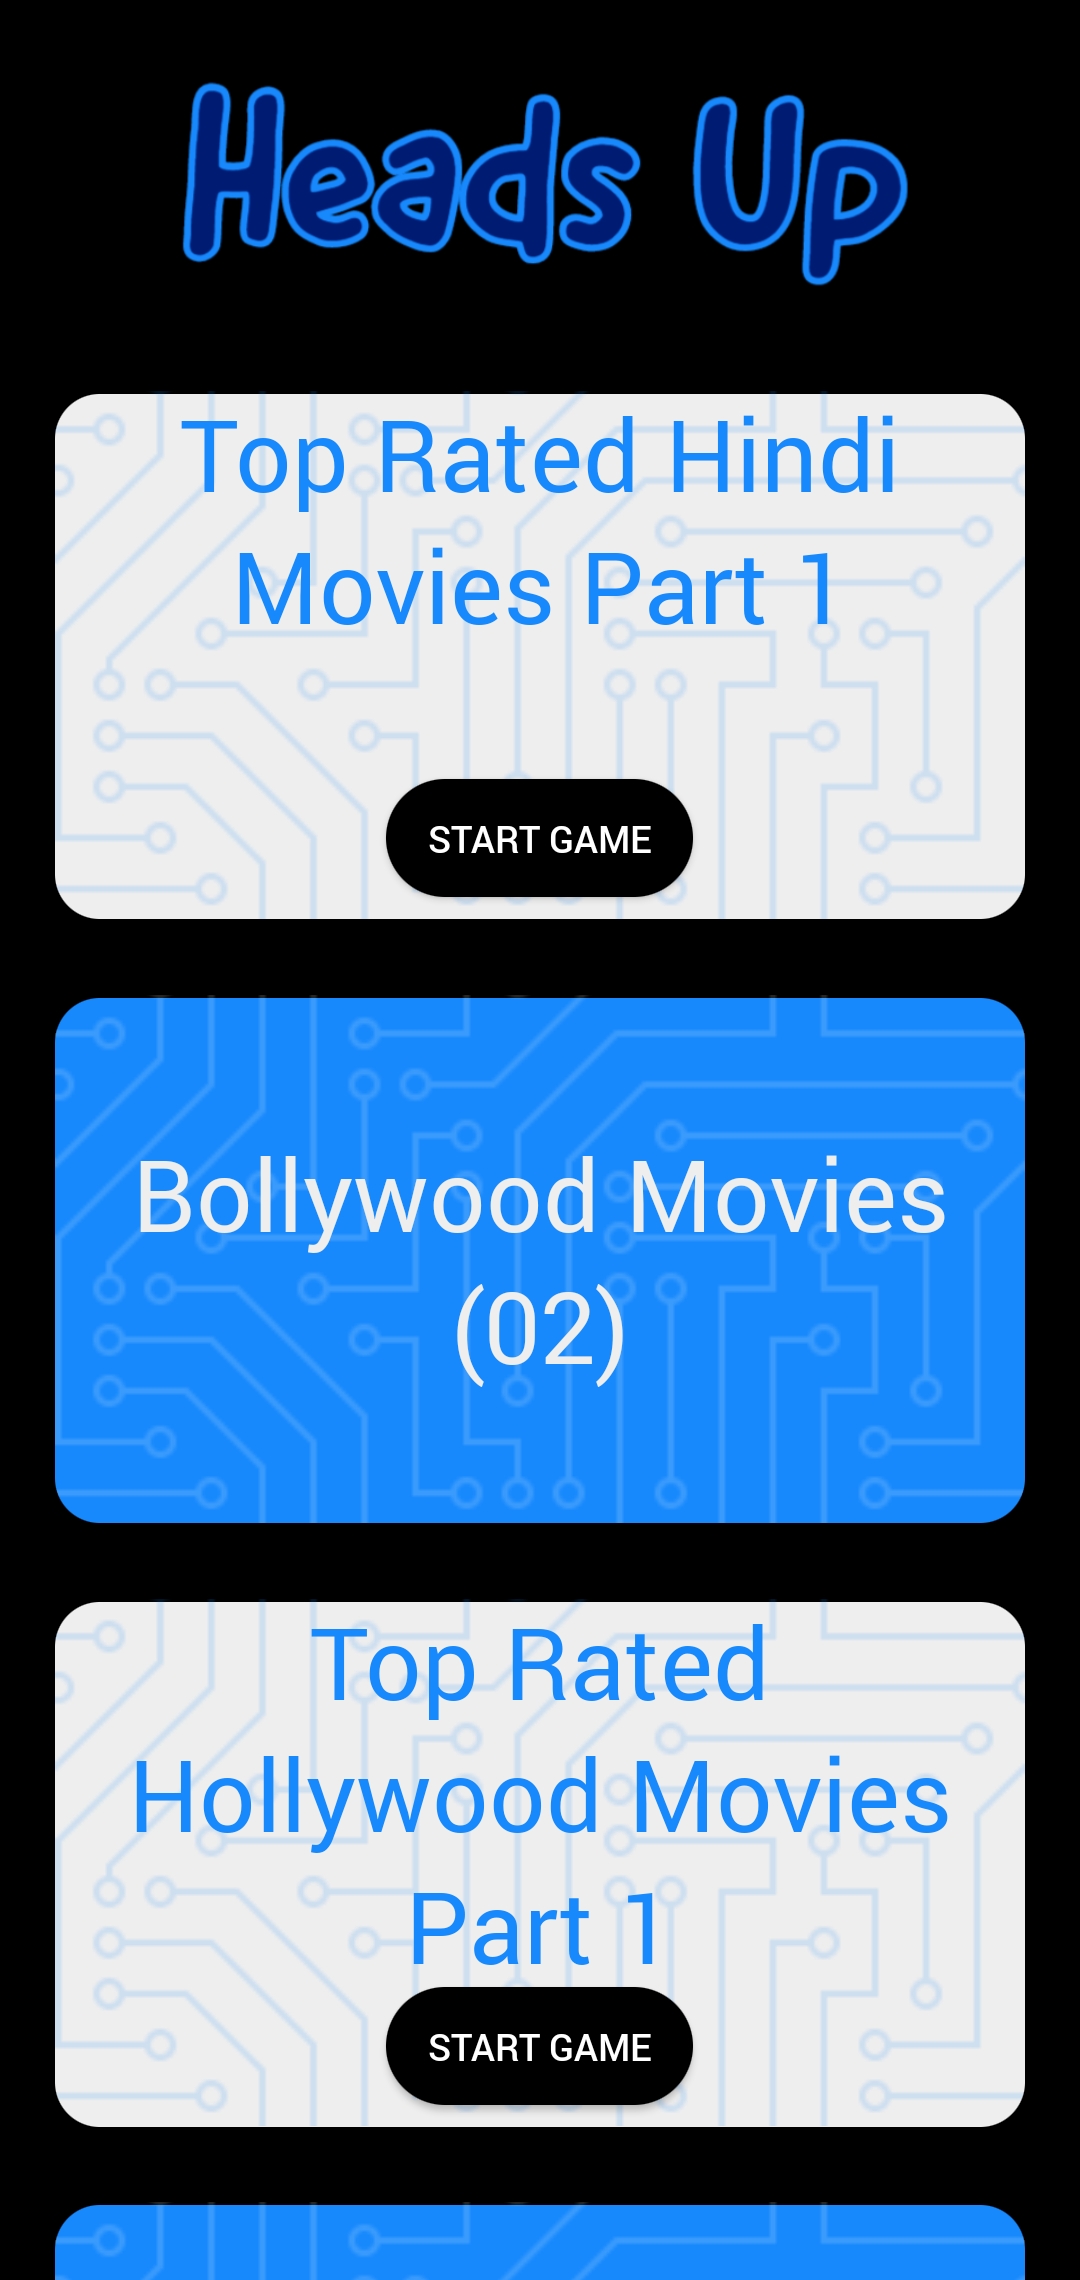 Heads Up
Top Rated Hindi
Movies Part 1
START GAME
Bollywood Movies
(02)
Top Rated
Hollywood Movies
Part 1
START GAME